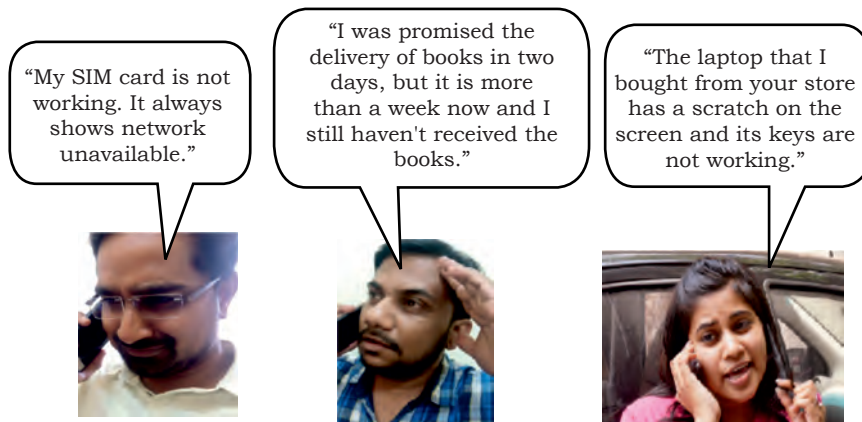 “My SIM card is not
working. It always
shows network
unavailable.”
“I was promised the
delivery of books in two
days, but it is more
than a week now and I
still haven't received the
books.”
“The laptop that I
bought from your store
has a scratch on the
screen and its keys are
not working.”